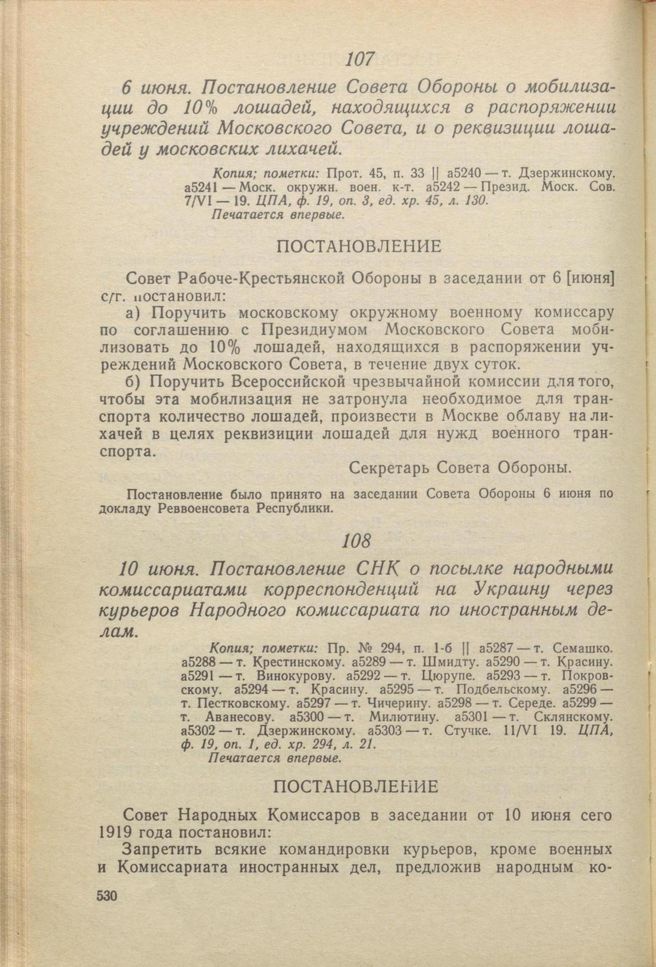 107
6 июня. Постановление Совета Обороны о мобилиза-
ции до 10% лошадей, находящихся в распоряжении
учреждений Московского Совета, и о реквизиции лоша-
дей у московских лихачей.
Копия; пометки: Прот. 45, п. 33 || а5240 — т. Дзержинскому.
а5241 — Моск. окружн. воен. к-т. а5242 — Презид. Моск. Сов.
7/VI — 19. ЦПА, ф. 19, оп. 3, ед. хр. 45, л. 130.
Печатается впервые.
ПОСТАНОВЛЕНИЕ
Совет Рабоче-Крестьянской Обороны в заседании от 6 [июня]
с/г. постановил:
а) Поручить московскому окружному военному комиссару
по соглашению с Президиумом Московского Совета моби-
лизовать до 10% лошадей, находящихся в распоряжении уч-
реждений Московского Совета, в течение двух суток.
б) Поручить Всероссийской чрезвычайной комиссии для того,
чтобы эта мобилизация не затронула необходимое для тран-
спорта количество лошадей, произвести в Москве облаву на ли-
хачей в целях реквизиции лошадей для нужд военного тран-
спорта.
Секретарь Совета Обороны.
Постановление было принято на заседании Совета Обороны 6 июня по
докладу Реввоенсовета Республики.
108
10 июня. Постановление СНК о посылке народными
комиссариатами корреспонденций на Украину через
курьеров Народного комиссариата по иностранным де-
лам.
Копия; пометки: Пр. № 294, п. 1-б || а5287 — т. Семашко.
а5288 — т. Крестинскому. а5289 — т. Шмидту. а5290 — т. Красину.
а5291 — т. Винокурову. а5292 — т. Цюрупе. а5293 — т. Покров-
скому. а5294 — т. Красину. а5295 — т. Подбельскому. а5296 —
т. Пестковскому. а5297 — т. Чичерину. а5298 — т. Середе. а5299 —
т. Аванесову. а5300 — т. Милютину. а5301 — т. Склянскому.
а5302 — т. Дзержинскому. а5303 — т. Стучке. 11/VI 19. ЦПА,
ф. 19, оп. 1, ед. хр. 294, л. 21.
Печатается впервые.
ПОСТАНОВЛЕНИЕ
Совет Народных Комиссаров в заседании от 10 июня сего
1919 года постановил:
Запретить всякие командировки курьеров, кроме военных
и Комиссариата иностранных дел, предложив народным ко-
530